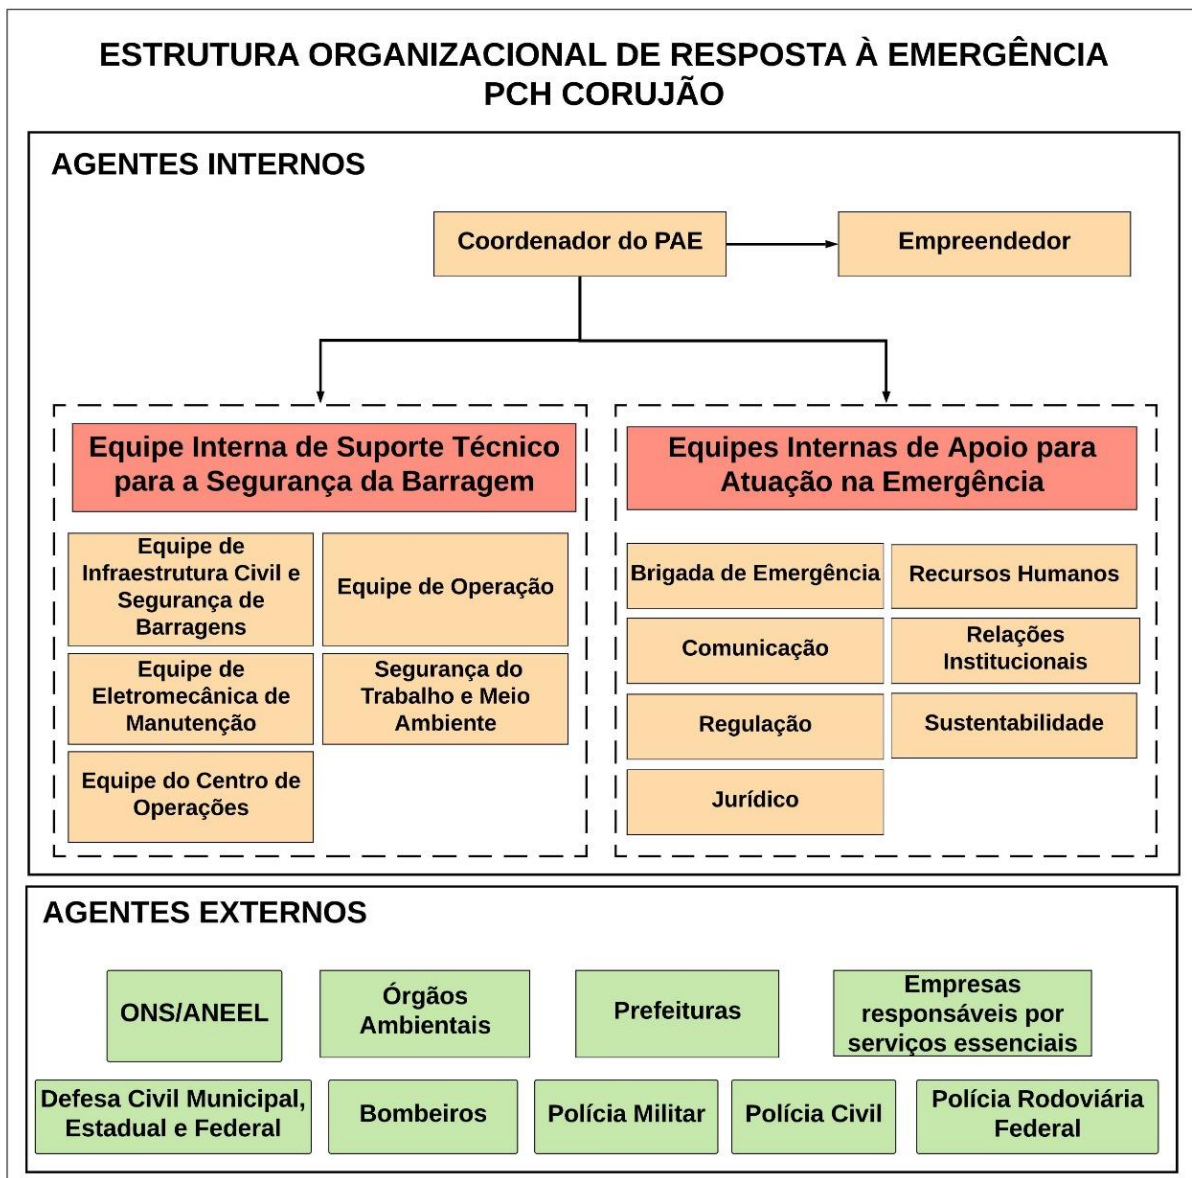 ESTRUTURA ORGANIZACIONAL DE RESPOSTA À EMERGÊNCIA
PCH CORUJÃO
AGENTES INTERNOS
Coordenador do PAE
Empreendedor
Equipe Interna de Suporte Técnico
para a Segurança da Barragem
Equipe de
Infraestrutura Civil e
Segurança de
Barragens
Equipe de Operação
Equipe de
Eletromecânica de
Manutenção
Segurança do
Trabalho e Meio
Ambiente
Equipe do Centro de
Operações
Equipes Internas de Apoio para
Atuação na Emergência
Brigada de Emergência
Recursos Humanos
Comunicação
Relações
Institucionais
Regulação
Sustentabilidade
Jurídico
AGENTES EXTERNOS
ONS/ANEEL
Órgãos
Ambientais
Prefeituras
Empresas
responsáveis por
serviços essenciais
Defesa Civil Municipal,
Estadual e Federal
Bombeiros
Polícia Militar
Polícia Civil
Polícia Rodoviária
Federal